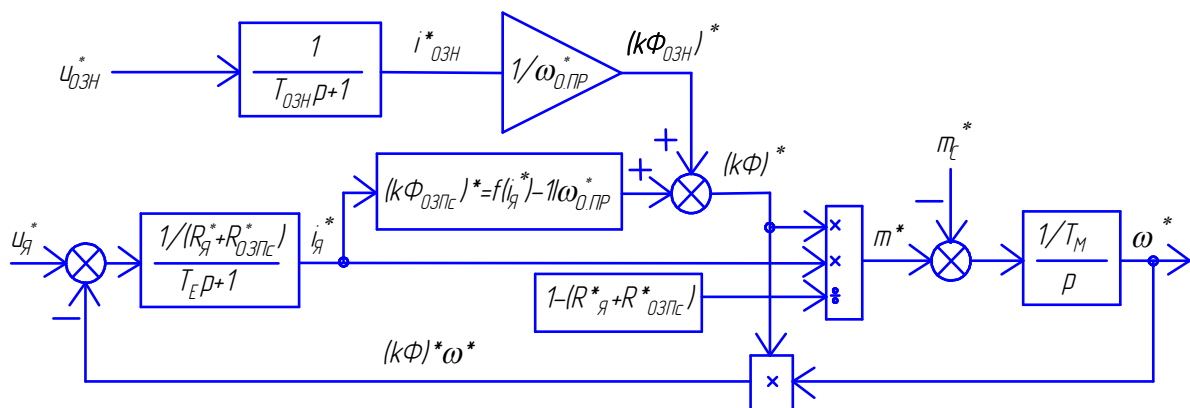 u*ОЗН
1
TОЗНp+1
i*ОЗН
1/ω*О.ПР
(kФОЗН)*
+
+
(kФОЗПс)*=f(i*Я)-1/ω*О.ПР
(kФ)*
mС*
−
u*Я
−
1/(R*Я+R*ОЗПс)
TЕp+1
i*Я
1-(R*Я+R*ОЗПс)
×
×
÷
m*
1/TМ
p
ω*
(kФ)*ω*
×